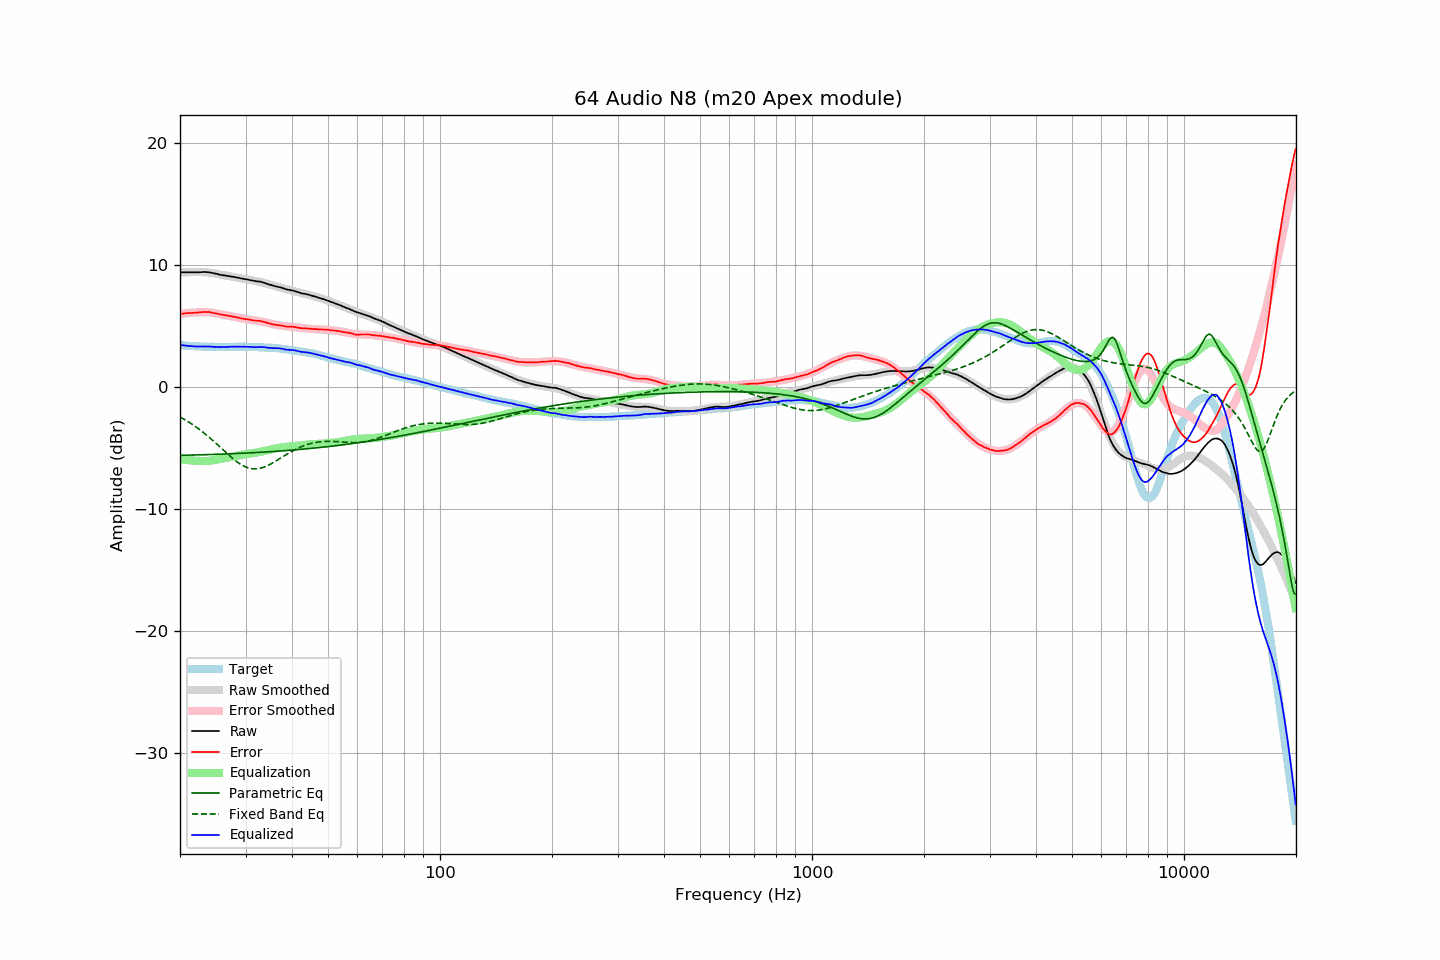 64 Audio N8 (m20 Apex module)
20
10
0
−10
−20
−30
Amplitude (dBr)
Target
Raw Smoothed
Error Smoothed
Raw
Error
Equalization
Parametric Eq
Fixed Band Eq
Equalized
100
1000
10000
Frequency (Hz)